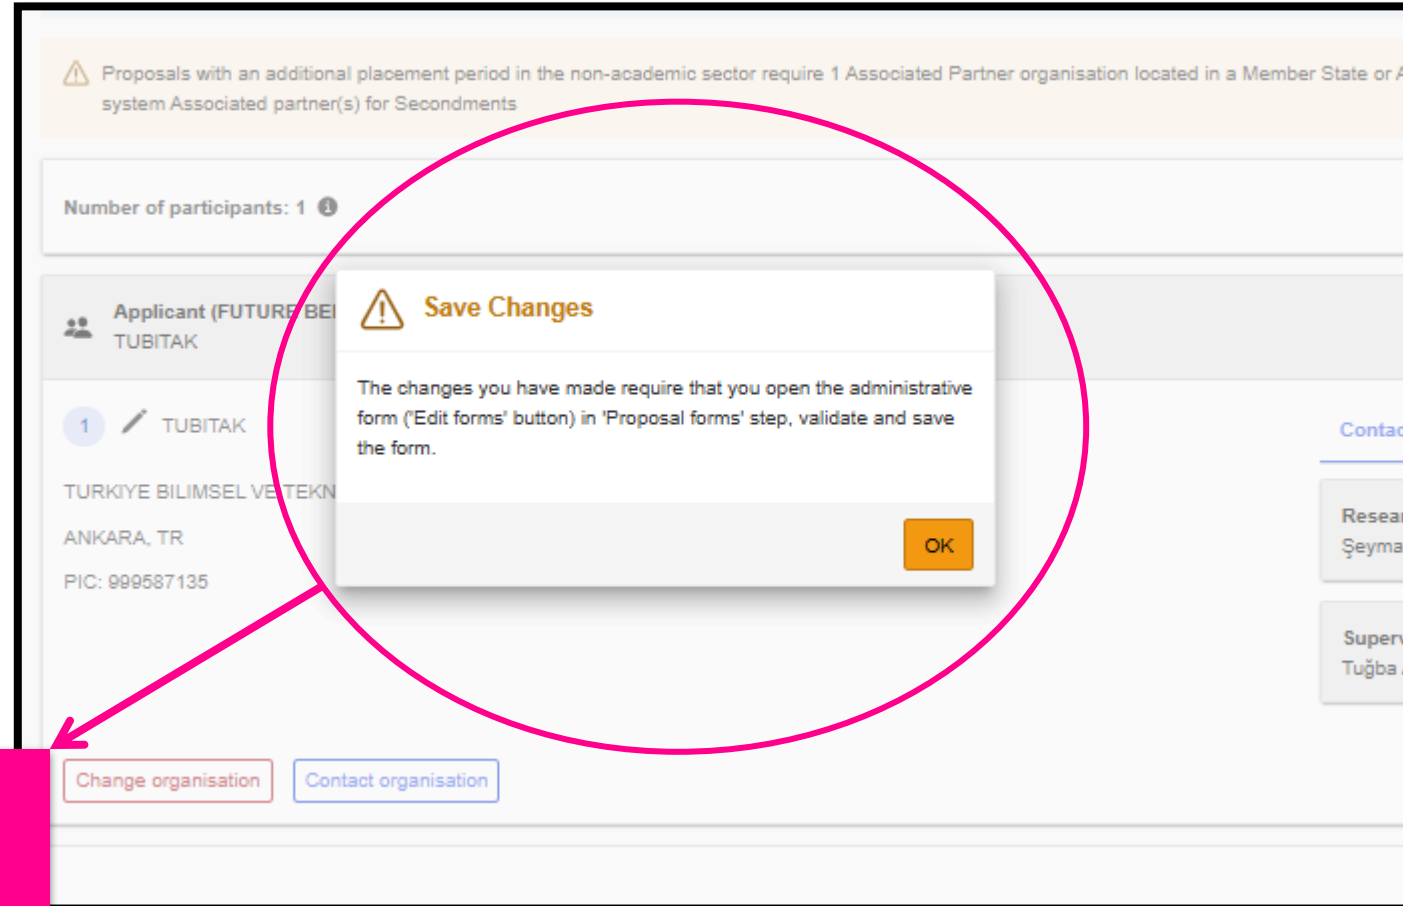 Proposals with an additional placement period in the non-academic sector require 1 Associated Partner organisation located in a Member State or
system Associated partner(s) for Secondments
Number of participants: 1
Applicant (FUTURE
TUBITAK
Save Changes
The changes you have made require that you open the administrative
form ('Edit forms' button) in 'Proposal forms' step, validate and save
the form.
OK
1 TUBITAK
TURKIYE BILIMSEL VE
ANKARA, TR
PIC: 999587135
Şeyma
Tuğba
Change organisation
Contact organisation